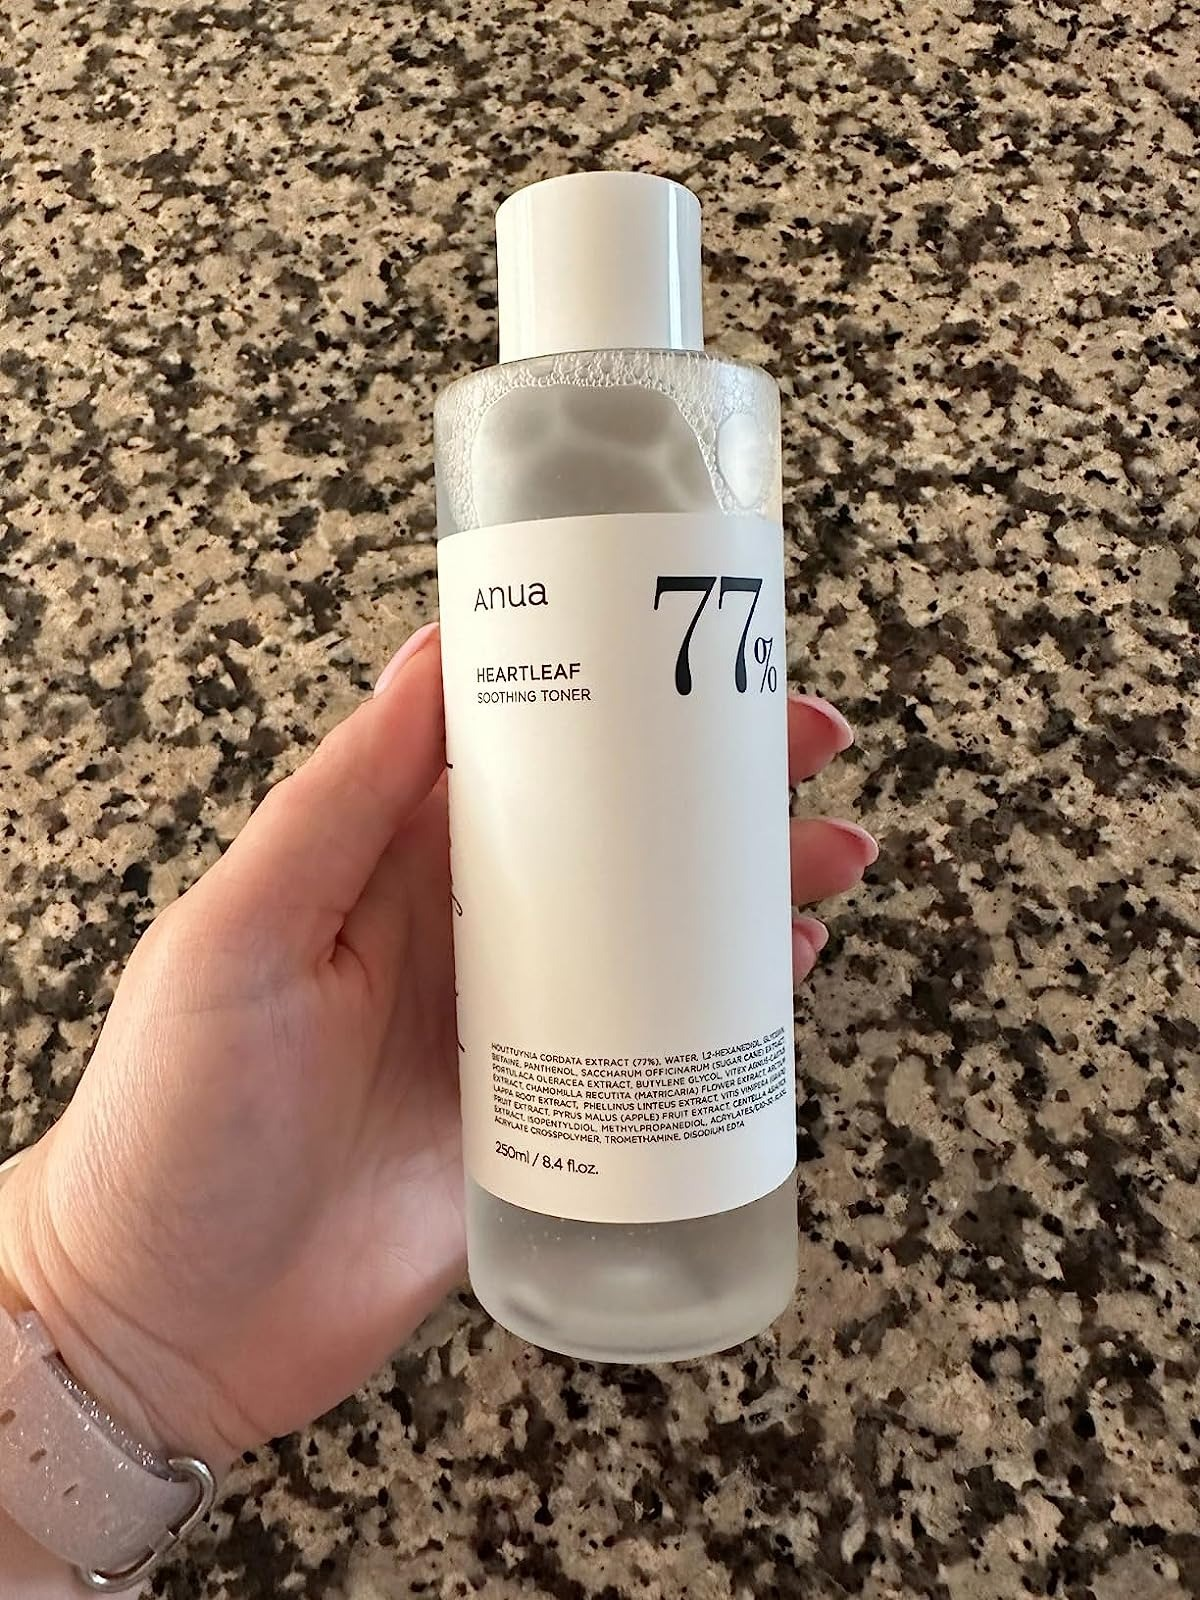 Anua
77%
HEARTLEAF
SOOTHING TONER
HOUTTUYNIA CORDATA EXTRACT (77%), WATER, 1,2-HEXANEDIOL, GLYCERIN,
BETAINE, PANTHENOL, SACCHARUM OFFICINARUM (SUGAR CANE) EXTRACT,
PORTULACA OLERACEA EXTRACT, BUTYLENE GLYCOL, VITEX AGNUS-CASTUS
EXTRACT, CHAMOMILLA RECUTITA (MATRICARIA) FLOWER EXTRACT, ARCTIUM
LAPPA ROOT EXTRACT, PHELLINUS LINTEUS EXTRACT, VITIS VINIFERA (GRAPE)
FRUIT EXTRACT, PYRUS MALUS (APPLE) FRUIT EXTRACT, CENTELLA ASIATICA
EXTRACT, ISOPENTYLDIOL, METHYLPROPANEDIOL, ACRYLATES/C10-30 ALKYL
ACRYLATE CROSSPOLYMER, TROMETHAMINE, DISODIUM EDTA
250ml / 8.4 fl.oz.